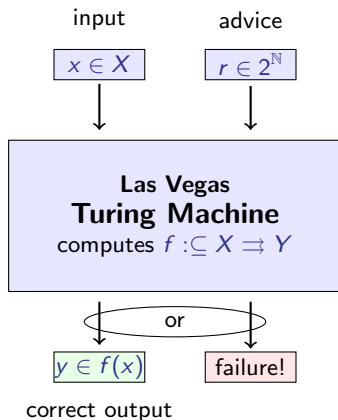 input advice
x ∈ X r ∈ 2^ℕ
Las Vegas
Turing Machine
computes f :⊆ X ⇉ Y
or
y ∈ f(x) failure!
correct output